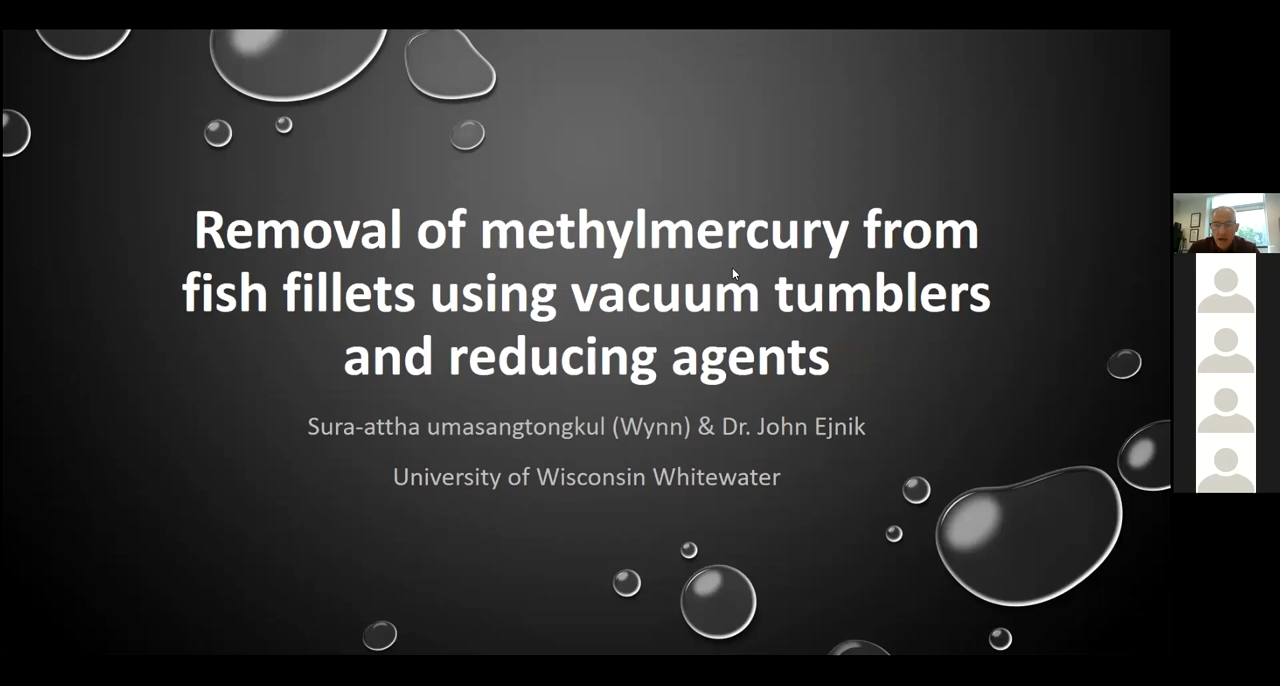 Removal of methylmercury from
fish fillets using vacuum tumblers
and reducing agents
Sura-attha umasangtongkul (Wynn) & Dr. John Ejnik
University of Wisconsin Whitewater